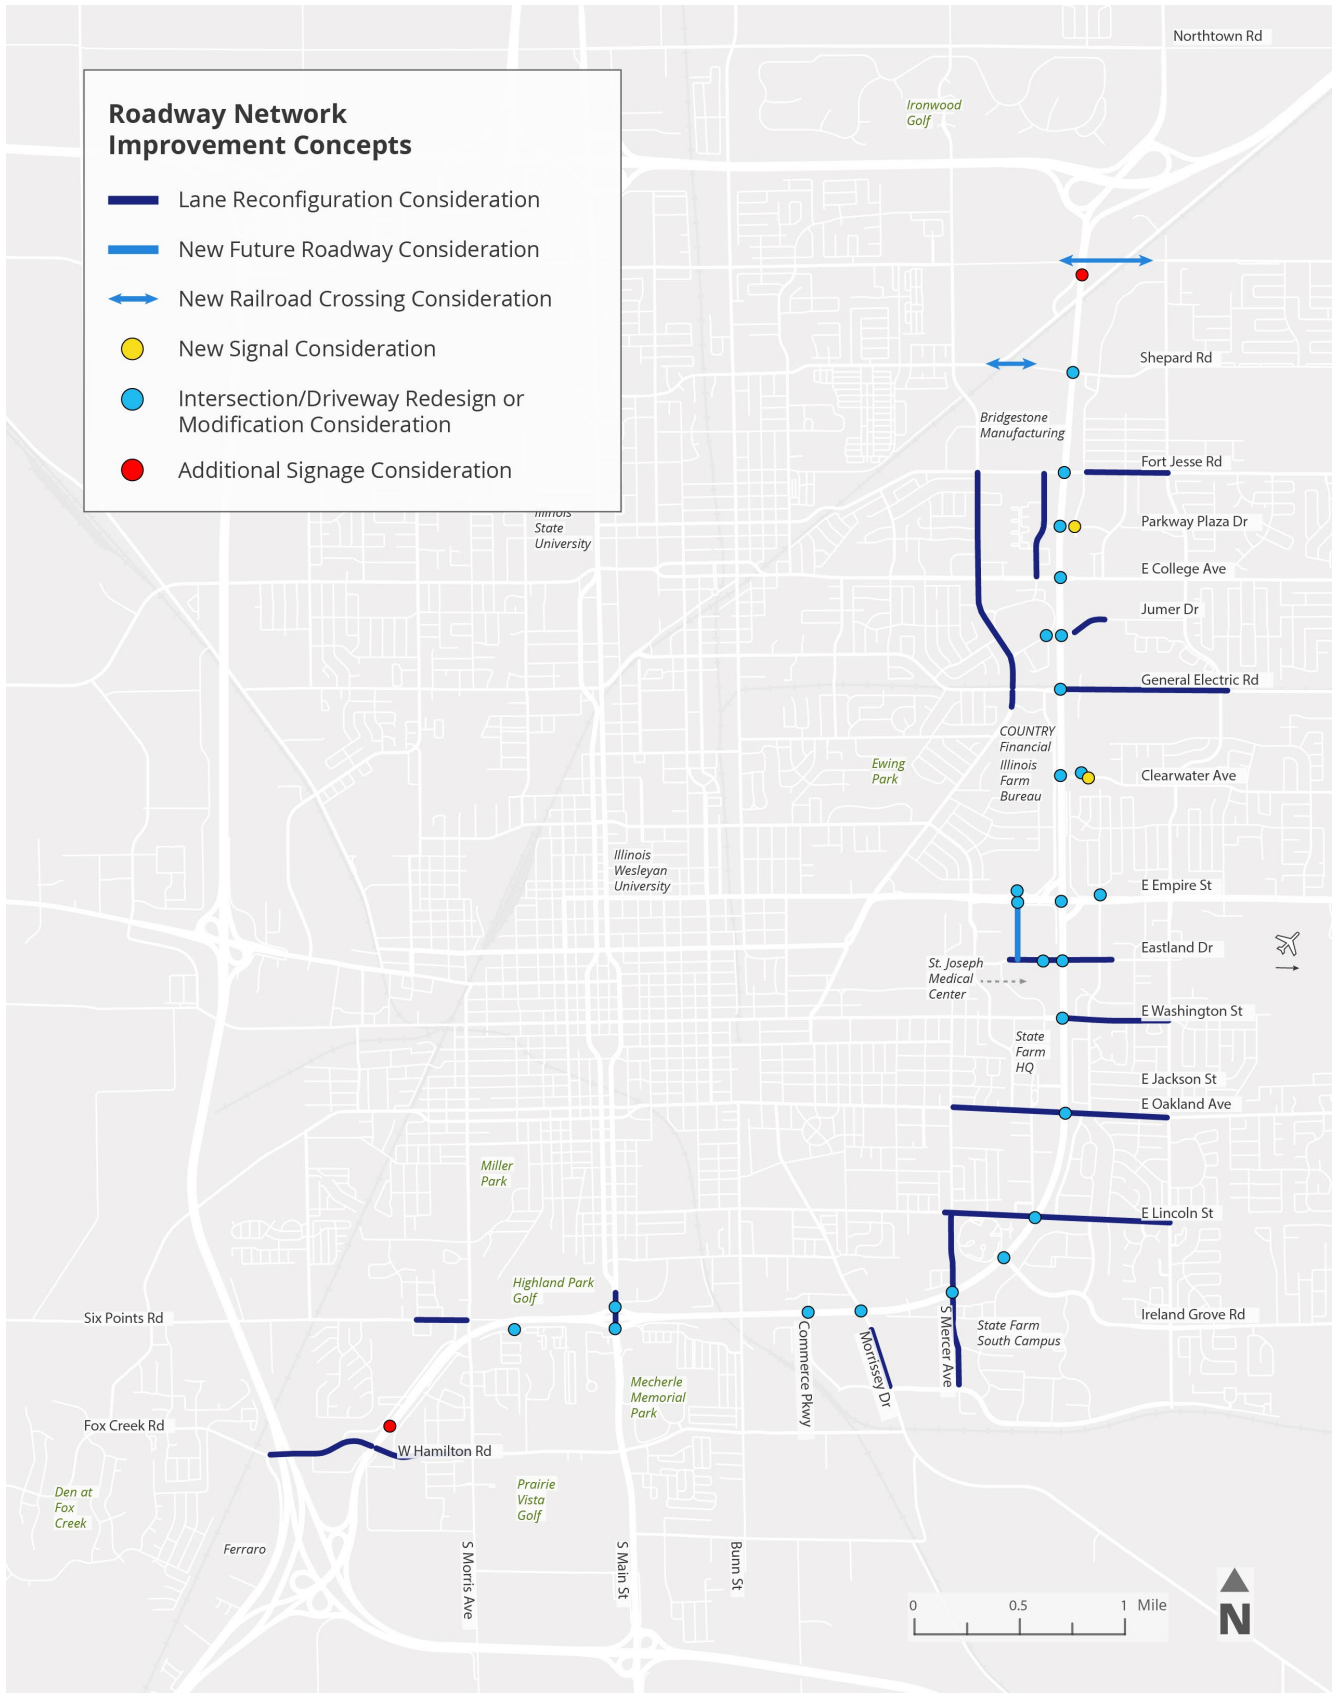 Northtown Rd
Roadway Network
Improvement Concepts
Ironwood
Golf
Lane Reconfiguration Consideration
New Future Roadway Consideration
New Railroad Crossing Consideration
New Signal Consideration
Shepard Rd
Intersection/Driveway Redesign or
Modification Consideration
Bridgestone
Manufacturing
Additional Signage Consideration
Fort Jesse Rd
Illinois
State
University
Parkway Plaza Dr
E College Ave
Jumer Dr
General Electric Rd
COUNTRY
Financial
Illinois
Farm
Bureau
Ewing
Park
Clearwater Ave
Illinois
Wesleyan
University
E Empire St
Eastland Dr
St. Joseph
Medical
Center
E Washington St
State
Farm
HQ
E Jackson St
E Oakland Ave
Miller
Park
E Lincoln St
Highland Park
Golf
Six Points Rd
Ireland Grove Rd
State Farm
South Campus
Commerce Pkwy
Morrissey Dr
S Mercer Ave
Mecherle
Memorial
Park
Fox Creek Rd
W Hamilton Rd
Den at
Fox
Creek
Prairie
Vista
Golf
Ferraro
S Morris Ave
S Main St
Bunn St
0 0.5 1 Mile
N